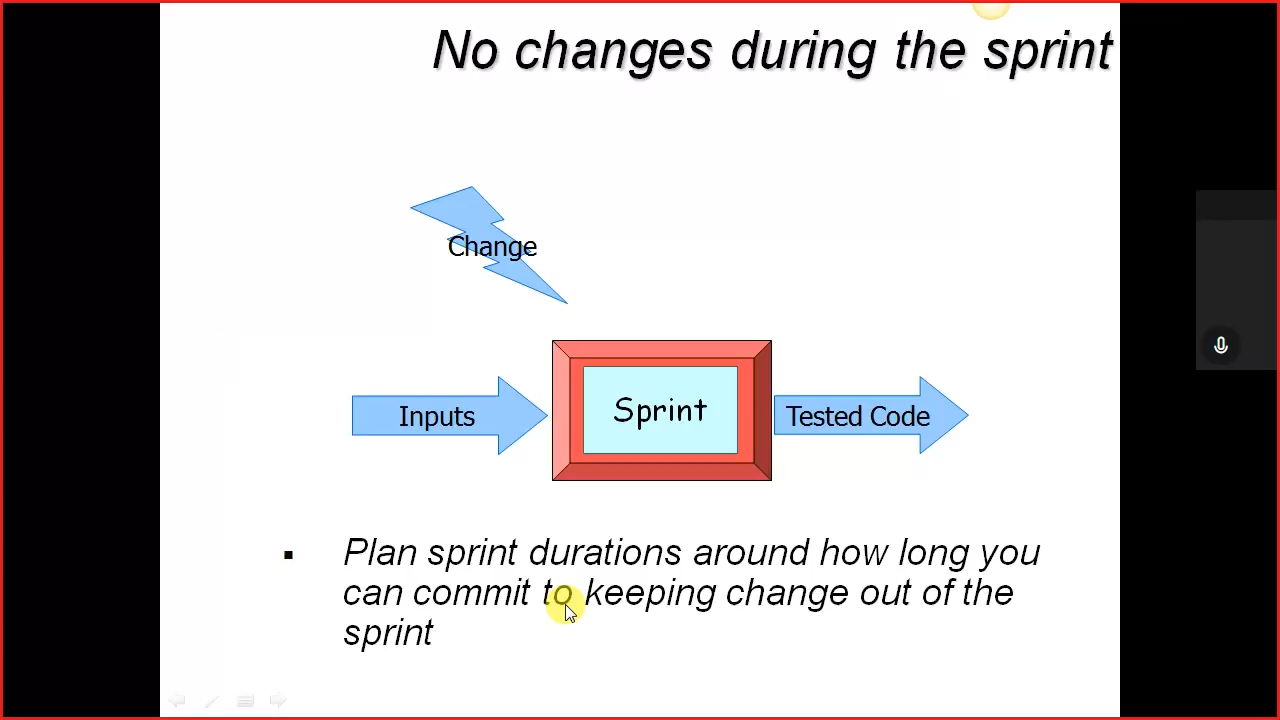 No changes during the sprint
Change
Inputs
Sprint
Tested Code
Plan sprint durations around how long you
can commit to keeping change out of the
sprint